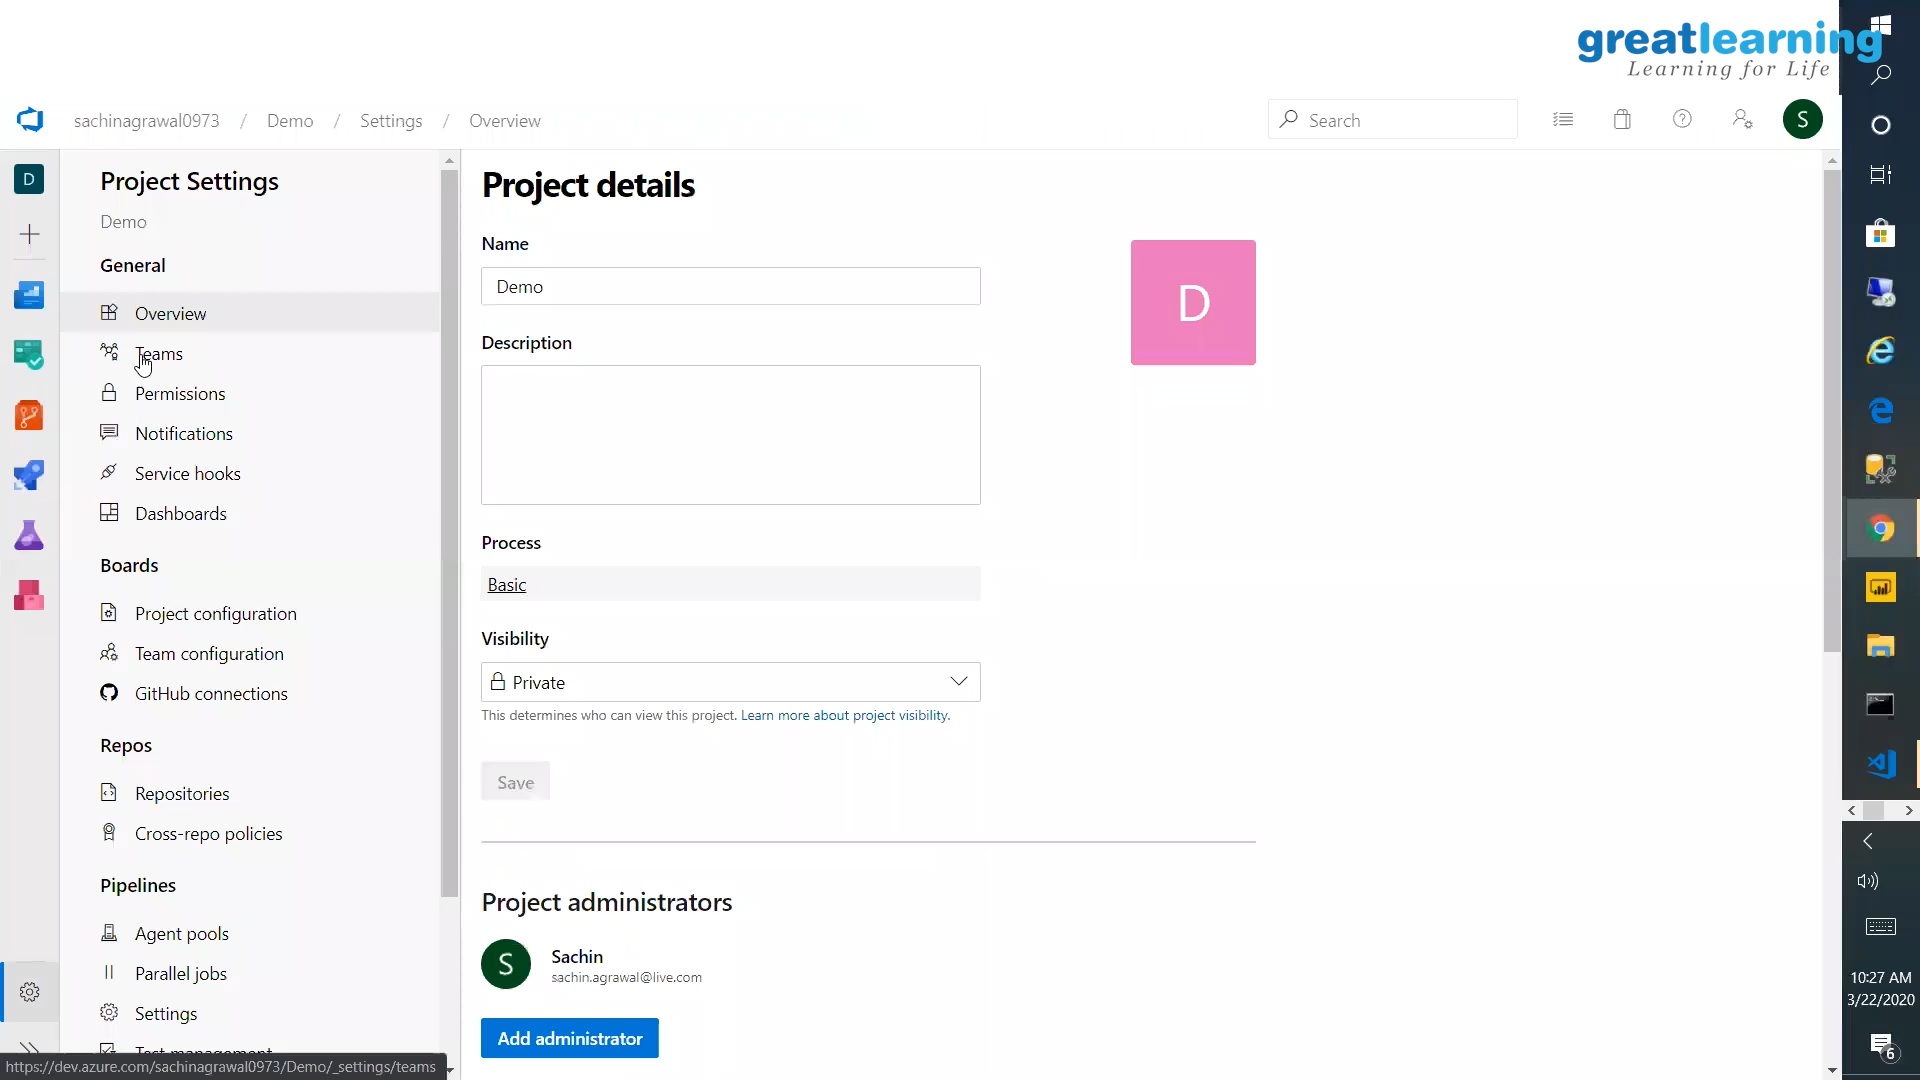 greatlearning
Learning for Life
sachinagrawal0973 / Demo / Settings / Overview
Search
S
D
Project Settings
Demo
General
Overview
Teams
Permissions
Notifications
Service hooks
Dashboards
Boards
Project configuration
Team configuration
GitHub connections
Repos
Repositories
Cross-repo policies
Pipelines
Agent pools
Parallel jobs
Settings
Test management
https://dev.azure.com/sachinagrawal0973/Demo/_settings/teams
Project details
Name
Demo
D
Description
Process
Basic
Visibility
Private
This determines who can view this project. Learn more about project visibility.
Save
Project administrators
S
Sachin
sachin.agrawal@live.com
Add administrator
10:27 AM
3/22/2020
6